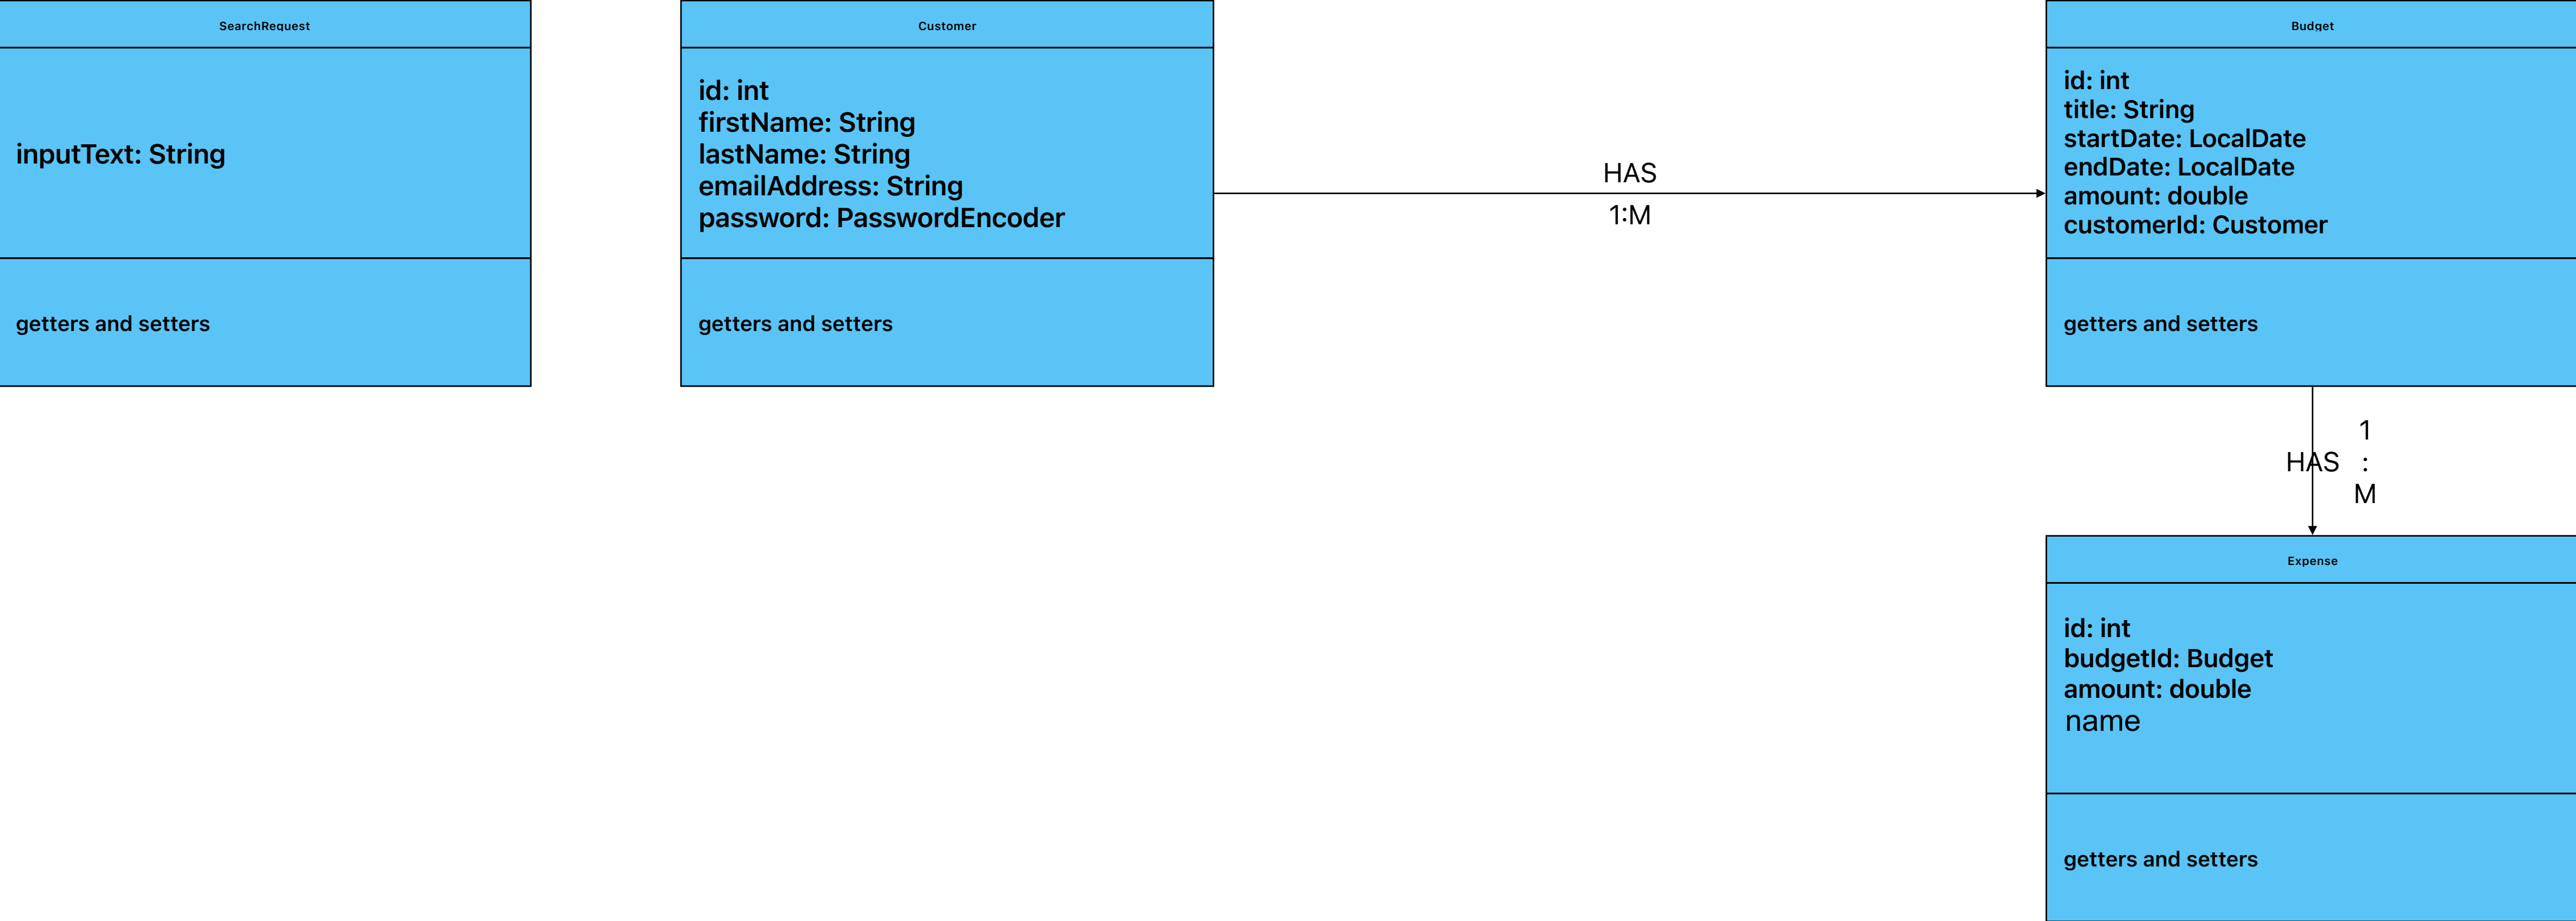 SearchRequest
inputText: String
getters and setters
Customer
id: int
firstName: String
lastName: String
emailAddress: String
password: PasswordEncoder
getters and setters
HAS
1:M
Budget
id: int
title: String
startDate: LocalDate
endDate: LocalDate
amount: double
customerId: Customer
getters and setters
HAS
1
:
M
Expense
id: int
budgetId: Budget
amount: double
name
getters and setters